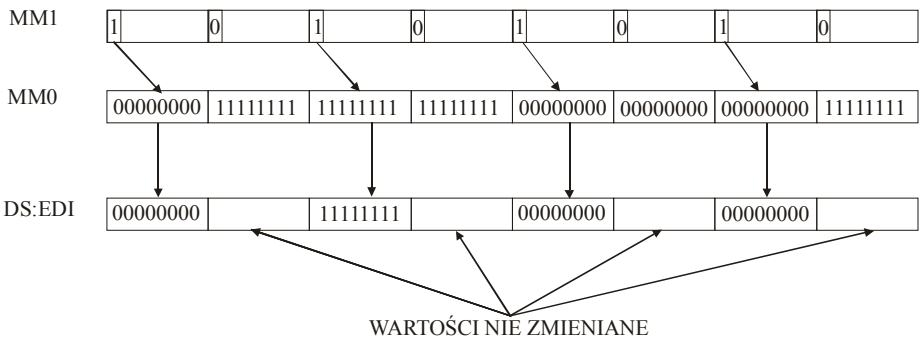 MM1 1 0 1 0 1 0 1 0
MM0 00000000 11111111 11111111 11111111 00000000 00000000 00000000 11111111
DS:EDI 00000000 11111111 00000000 00000000
WARTOŚCI NIE ZMIENIANE